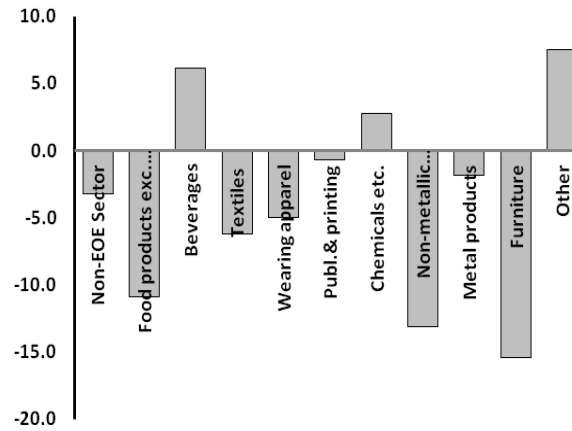 10.0
5.0
0.0
-5.0
-10.0
-15.0
-20.0
Non-EOE Sector
Food products exc....
Beverages
Textiles
Wearing apparel
Publ.& printing
Chemicals etc.
Non-metallic...
Metal products
Furniture
Other